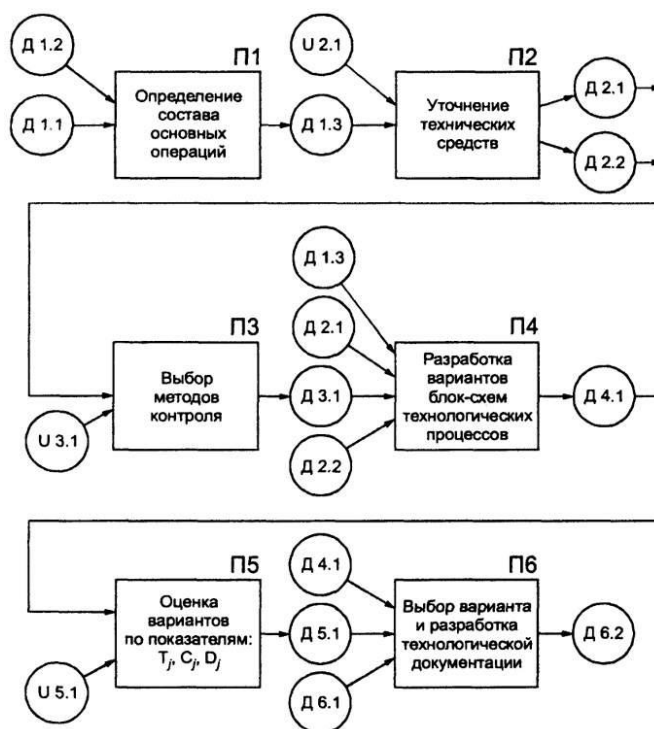 Д 1.2
Д 1.1
П1
Определение
состава
основных
операций
Д 1.3
U 2.1
П2
Уточнение
технических
средств
Д 2.1
Д 2.2
П3
Выбор
методов
контроля
U 3.1
Д 1.3
Д 2.1
Д 3.1
Д 2.2
П4
Разработка
вариантов
блок-схем
технологических
процессов
Д 4.1
П5
Оценка
вариантов
по показателям:
Tj, Cj, Dj
U 5.1
Д 4.1
Д 5.1
Д 6.1
П6
Выбор варианта
и разработка
технологической
документации
Д 6.2